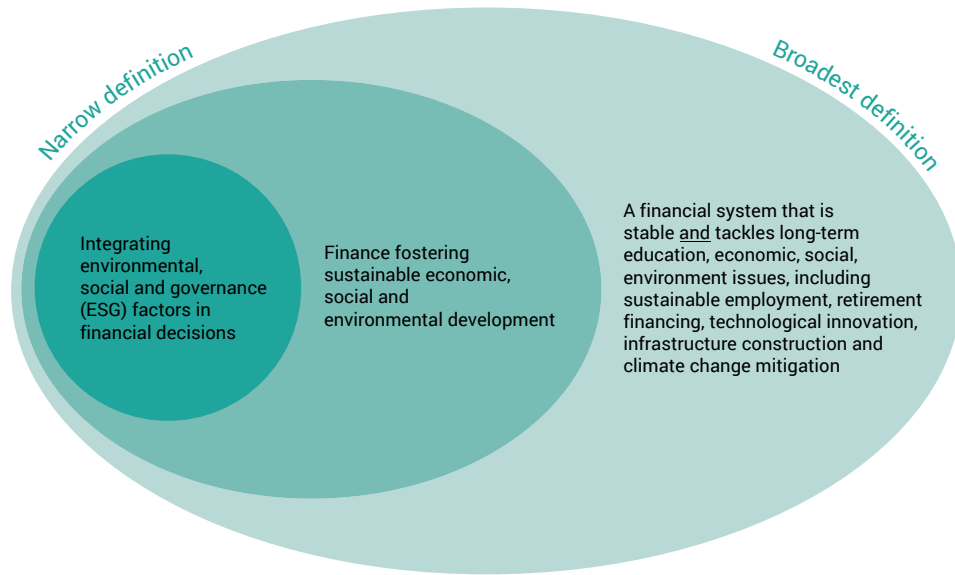 Narrow definition
Broadest definition
Integrating
environmental,
social and governance
(ESG) factors in
financial decisions
Finance fostering
sustainable economic,
social and
environmental development
A financial system that is
stable and tackles long-term
education, economic, social,
environment issues, including
sustainable employment, retirement
financing, technological innovation,
infrastructure construction and
climate change mitigation